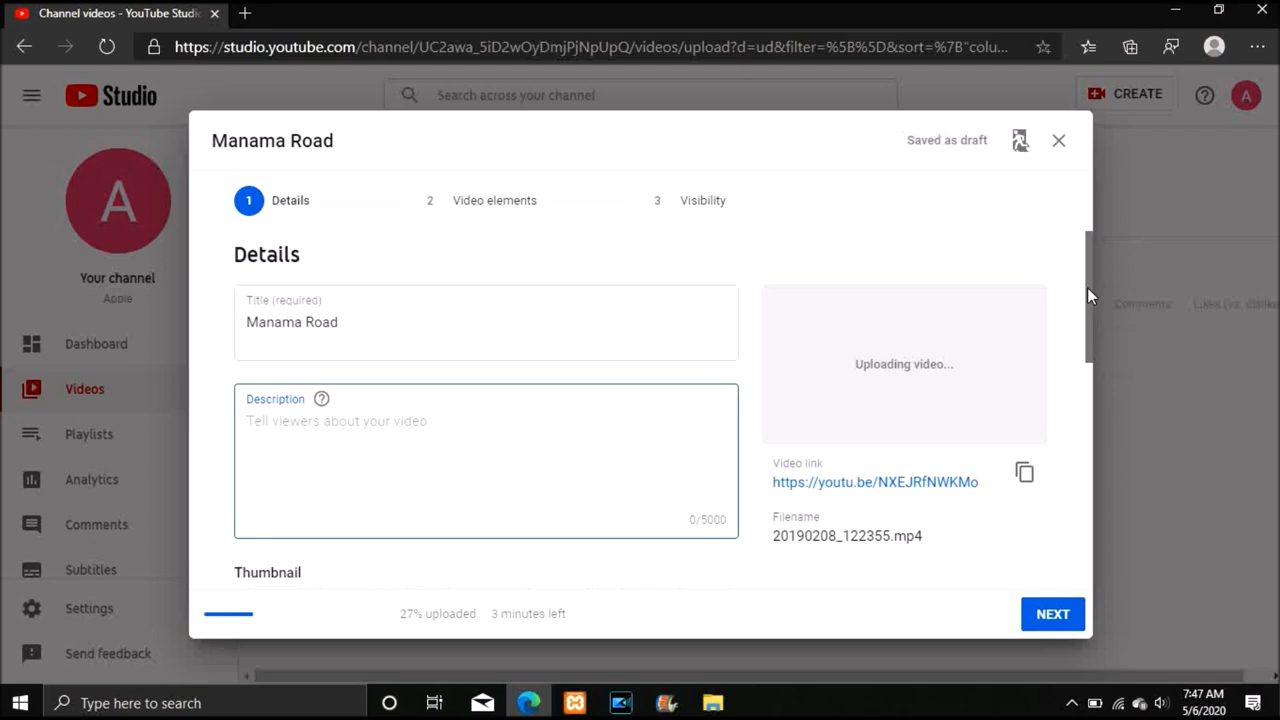 Channel videos - YouTube Studio
https://studio.youtube.com/channel/UC2awa_5iD2wOyDmjPjNpUpQ/videos/upload?d=ud&filter=%5B%5D&sort=%7B"colu...
Studio
Search across your channel
CREATE
A
A
Your channel
Apple
Dashboard
Videos
Playlists
Analytics
Comments
Subtitles
Settings
Send feedback
Manama Road
Saved as draft
1 Details
2 Video elements
3 Visibility
Details
Title (required)
Manama Road
Description
Tell viewers about your video
0/5000
Thumbnail
Uploading video...
Video link
https://youtu.be/NXEJRfNWKMo
Filename
20190208_122355.mp4
27% uploaded 3 minutes left
NEXT
Comments
Likes (vs. dislike
Type here to search
7:47 AM
5/6/2020